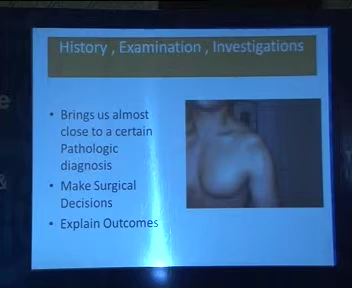 History , Examination , Investigations
• Brings us almost
close to a certain
Pathologic
diagnosis
• Make Surgical
Decisions
• Explain Outcomes